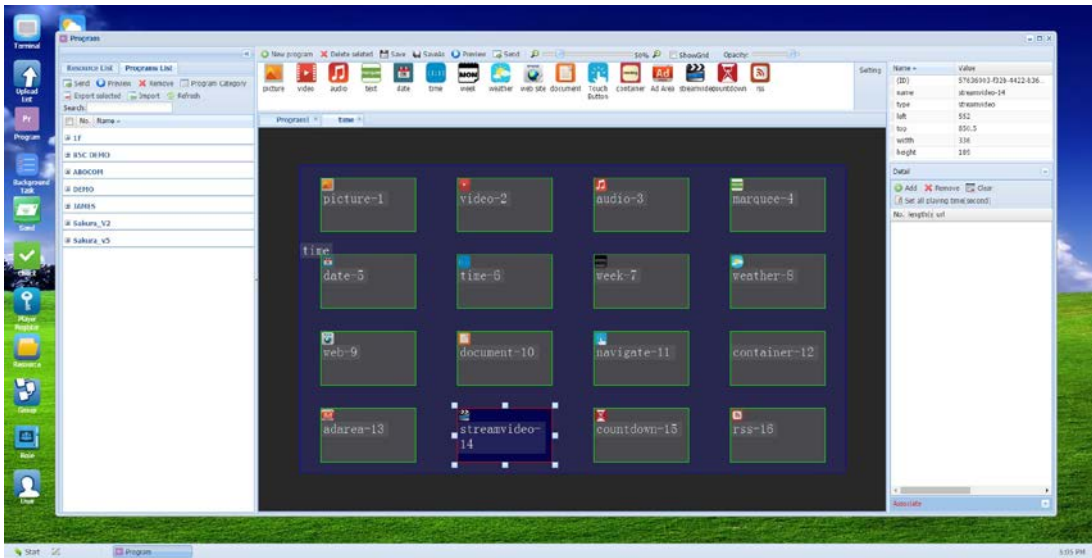 Terminal
Upload
List
Program
Background
Task
Send
Check
Player
Register
Resource
Group
Role
User
Program
Resource List
Programs List
Send
Preview
Remove
Program Category
Export selected
Import
Refresh
Search:
No. Name
1F
BSC DEMO
ABOCOM
DEMO
JAMES
Sakura_V2
Sakura_v5
New program
Delete selected
Save
SaveAs
Preview
Send
50%
ShowGrid
Opacity:
picture
video
audio
text
date
time
week
weather
web site
document
Touch
Button
container
Ad Area
streamvideo
countdown
rss
Setting
Program1
time
picture-1
video-2
audio-3
marquee-4
time
date-5
time-6
week-7
weather-8
web-9
document-10
navigate-11
container-12
adarea-13
streamvideo-
14
countdown-15
rss-16
Name
Value
(ID)
name
streamvideo-14
type
streamvideo
left
552
top
850.5
width
336
height
Detail
Add
Remove
Clear
Set all playing time(second)
No. length(s url
Associate
Start
Program
5:05 PM